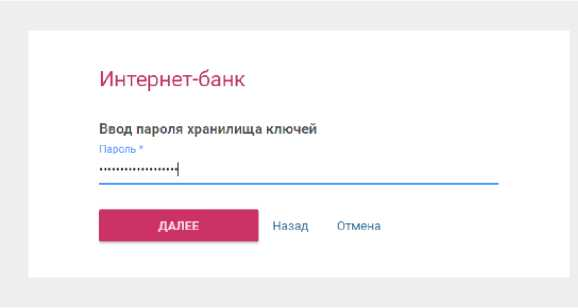 Интернет-банк
Ввод пароля хранилища ключей
Пароль *
•••••••••••••••••••
ДАЛЕЕ Назад Отмена